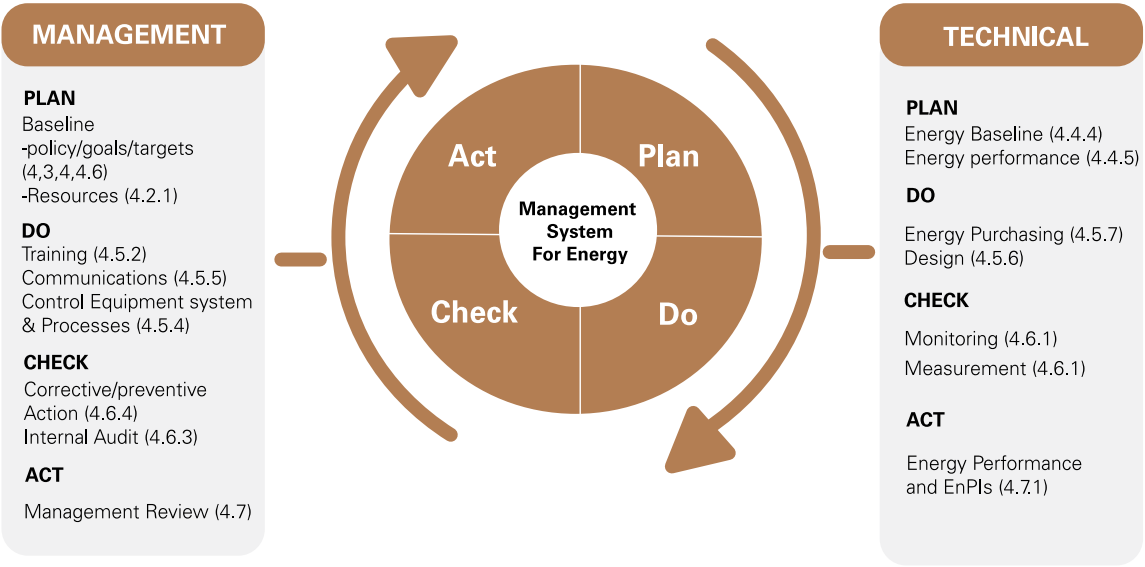 MANAGEMENT
PLAN
Baseline
-policy/goals/targets
(4,3,4,4.6)
-Resources (4.2.1)
DO
Training (4.5.2)
Communications (4.5.5)
Control Equipment system
& Processes (4.5.4)
CHECK
Corrective/preventive
Action (4.6.4)
Internal Audit (4.6.3)
ACT
Management Review (4.7)
Act
Plan
Management
System
For Energy
Check
Do
TECHNICAL
PLAN
Energy Baseline (4.4.4)
Energy performance (4.4.5)
DO
Energy Purchasing (4.5.7)
Design (4.5.6)
CHECK
Monitoring (4.6.1)
Measurement (4.6.1)
ACT
Energy Performance
and EnPIs (4.7.1)